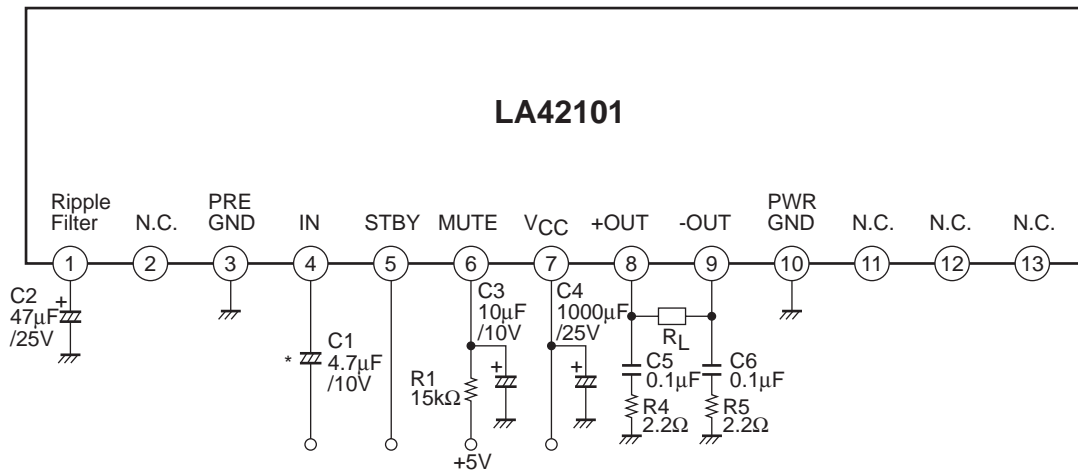 LA42101
Ripple
Filter
N.C.
PRE
GND
IN
STBY
MUTE
VCC
+OUT
-OUT
PWR
GND
N.C.
N.C.
N.C.
1
2
3
4
5
6
7
8
9
10
11
12
13
C2
47µF
/25V
+
*
C1
4.7µF
/10V
C3
10µF
/10V
+
R1
15kΩ
+5V
C4
1000µF
/25V
+
RL
C5
0.1µF
R4
2.2Ω
C6
0.1µF
R5
2.2Ω